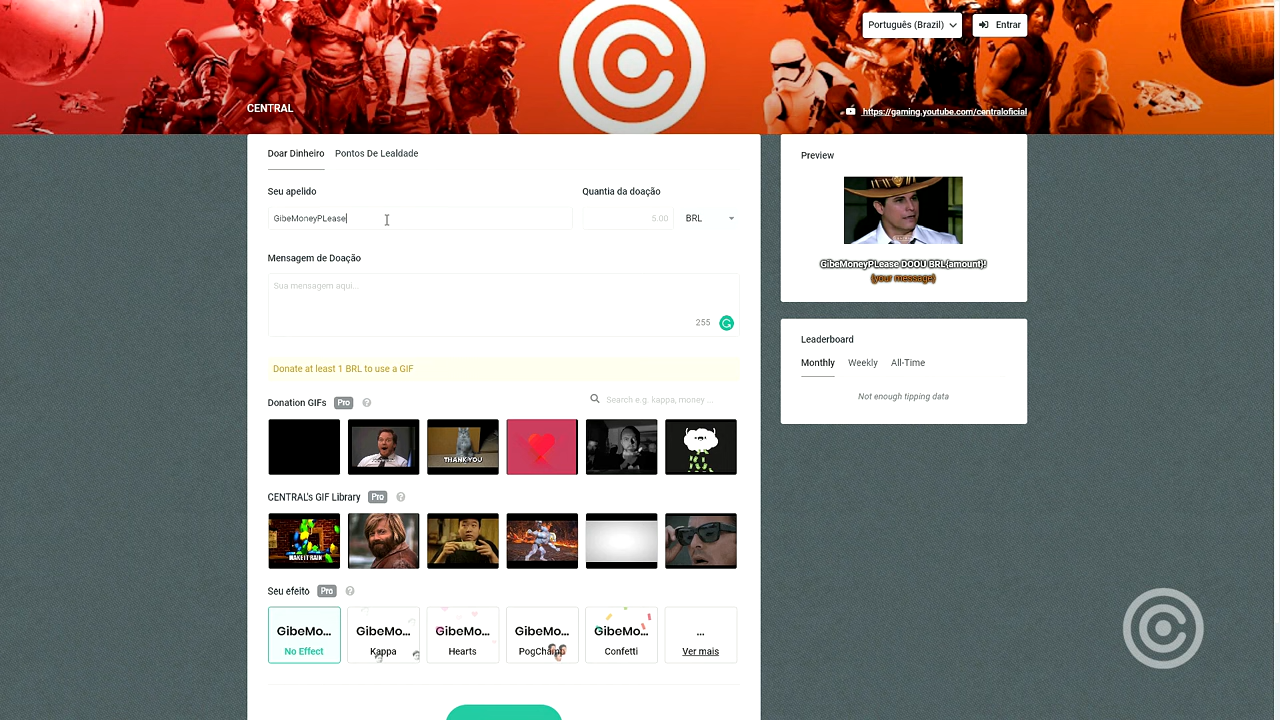 Português (Brazil)
Entrar
CENTRAL
https://gaming.youtube.com/centraloficial
Doar Dinheiro
Pontos De Lealdade
Seu apelido
Quantia da doação
GibeMoneyPLease
5.00
BRL
Mensagem de Doação
Sua mensagem aqui...
255
Donate at least 1 BRL to use a GIF
Donation GIFs
Pro
?
Search e.g. kappa, money ...
THANK YOU
CENTRAL's GIF Library
Pro
?
MAKE IT RAIN
Seu efeito
Pro
?
GibeMo...
No Effect
GibeMo...
Kappa
GibeMo...
Hearts
GibeMo...
PogChamp
GibeMo...
Confetti
...
Ver mais
Preview
GibeMoneyPLease DOOU BRL{amount}!
(your message)
Leaderboard
Monthly
Weekly
All-Time
Not enough tipping data